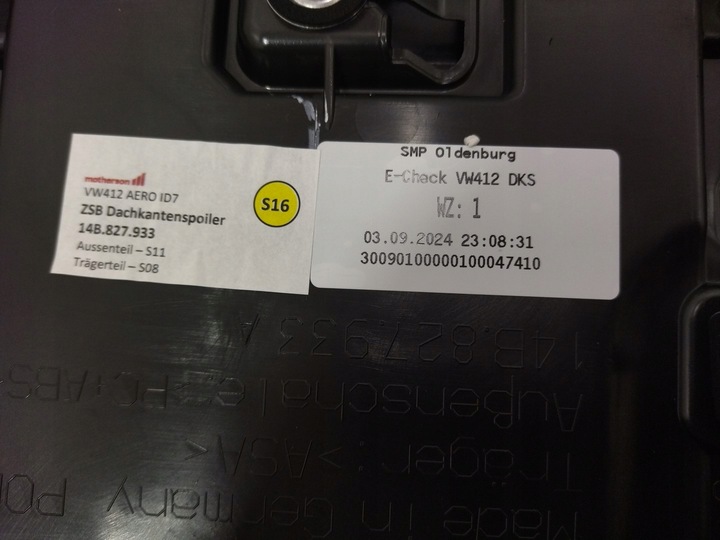 motherson
VW412 AERO ID7
ZSB Dachkantenspoiler
14B.827.933
Aussenteil – S11
Trägerteil – S08
S16
SMP Oldenburg
E-Check VW412 DKS
WZ: 1
03.09.2024 23:08:31
30090100000100047410
14B.827.933 A
Außenschale: >PC+ABS<
Träger: >ASA<
Made in Germany